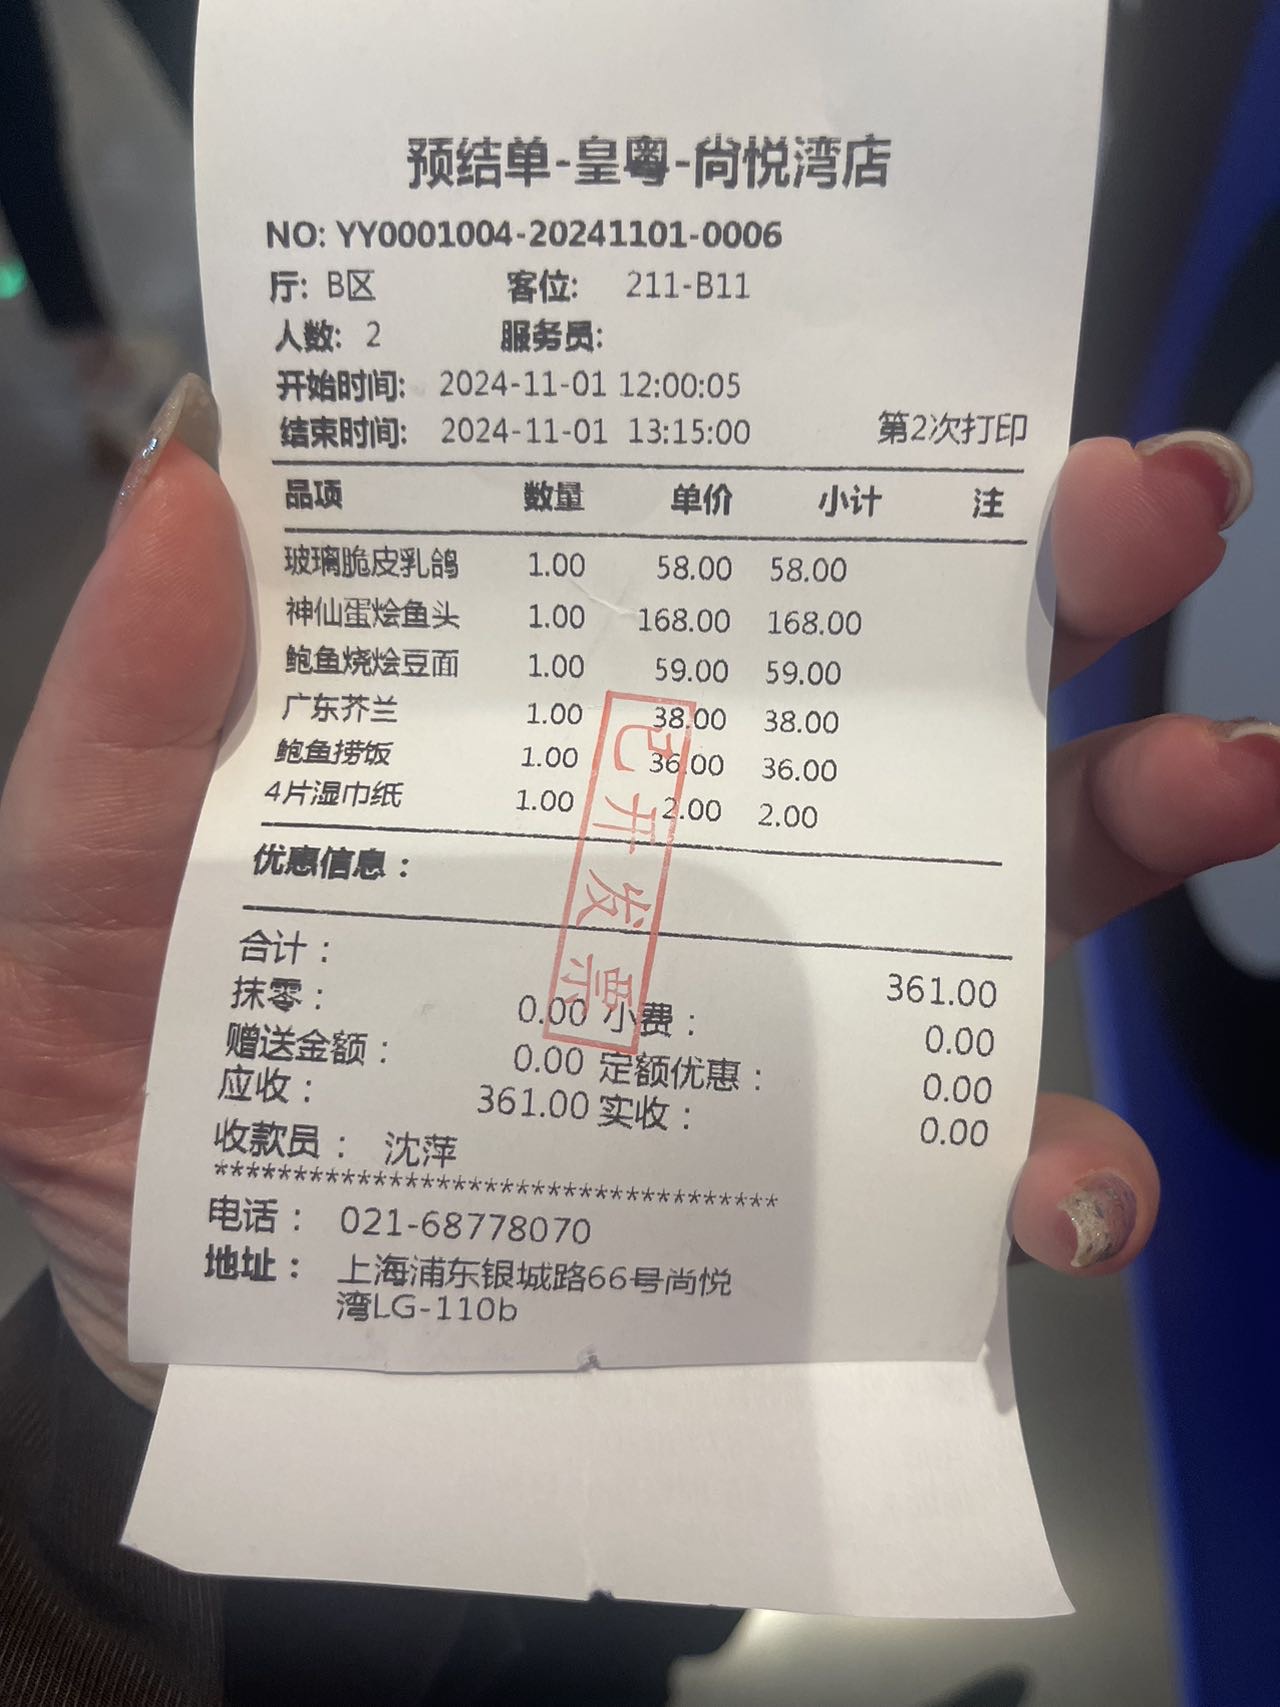 预结单-皇粤-尚悦湾店
NO: YY0001004-20241101-0006
厅: B区 客位: 211-B11
人数: 2 服务员:
开始时间: 2024-11-01 12:00:05
结束时间: 2024-11-01 13:15:00 第2次打印
品项 数量 单价 小计 注
玻璃脆皮乳鸽 1.00 58.00 58.00
神仙蛋烩鱼头 1.00 168.00 168.00
鲍鱼烧烩豆面 1.00 59.00 59.00
广东芥兰 1.00 38.00 38.00
鲍鱼捞饭 1.00 36.00 36.00
4片湿巾纸 1.00 2.00 2.00
已开发票
优惠信息：
合计： 361.00
抹零： 0.00 小费： 0.00
赠送金额： 0.00 定额优惠： 0.00
应收： 361.00 实收： 0.00
收款员： 沈萍
************************************
电话： 021-68778070
地址： 上海浦东银城路66号尚悦
湾LG-110b